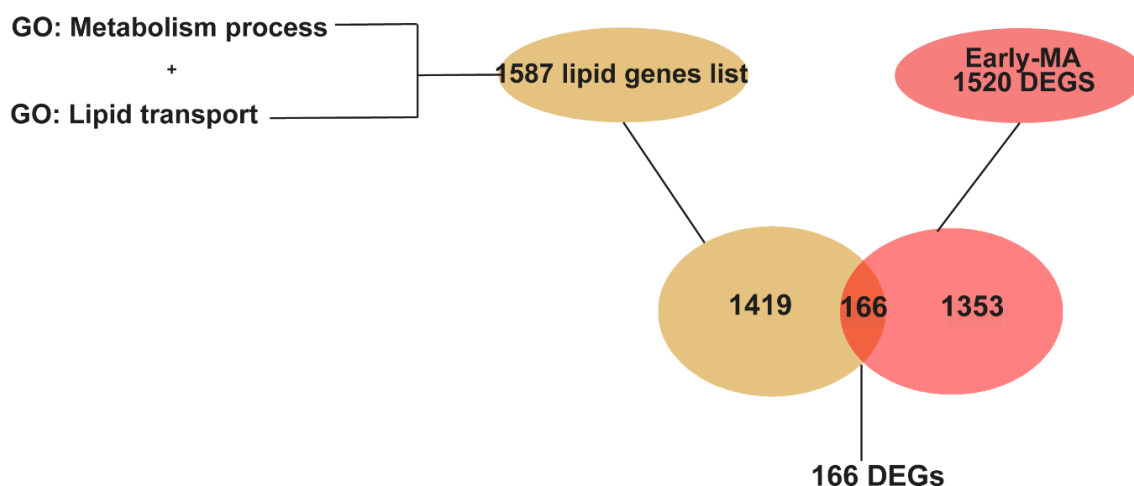 GO: Metabolism process
+
GO: Lipid transport
1587 lipid genes list
Early-MA
1520 DEGS
1419
166
1353
166 DEGs